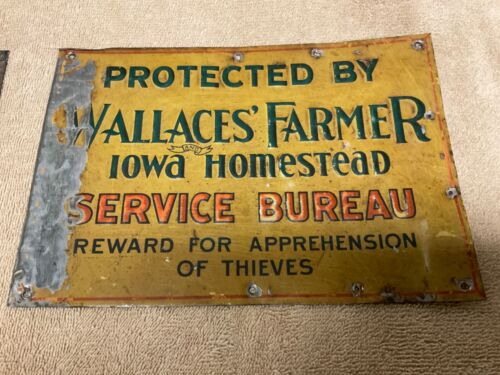 PROTECTED BY
WALLACES' FARMER
AND
IOWA HOMESTEAD
SERVICE BUREAU
REWARD FOR APPREHENSION
OF THIEVES